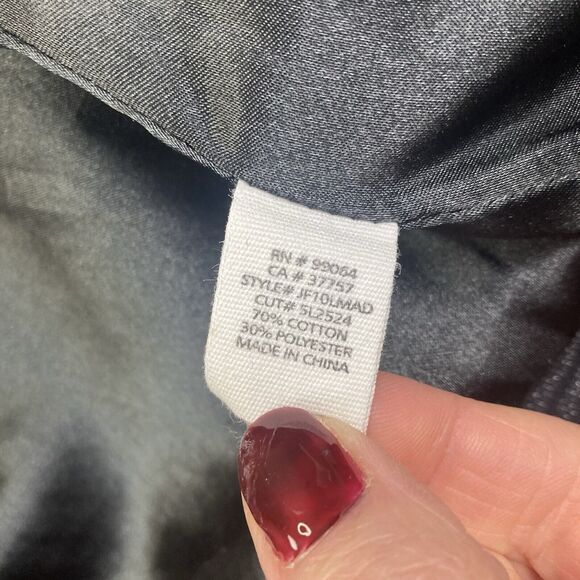 RN # 99064
CA # 37757
STYLE# JF10LMAD
CUT# 5L2524
70% COTTON
30% POLYESTER
MADE IN CHINA